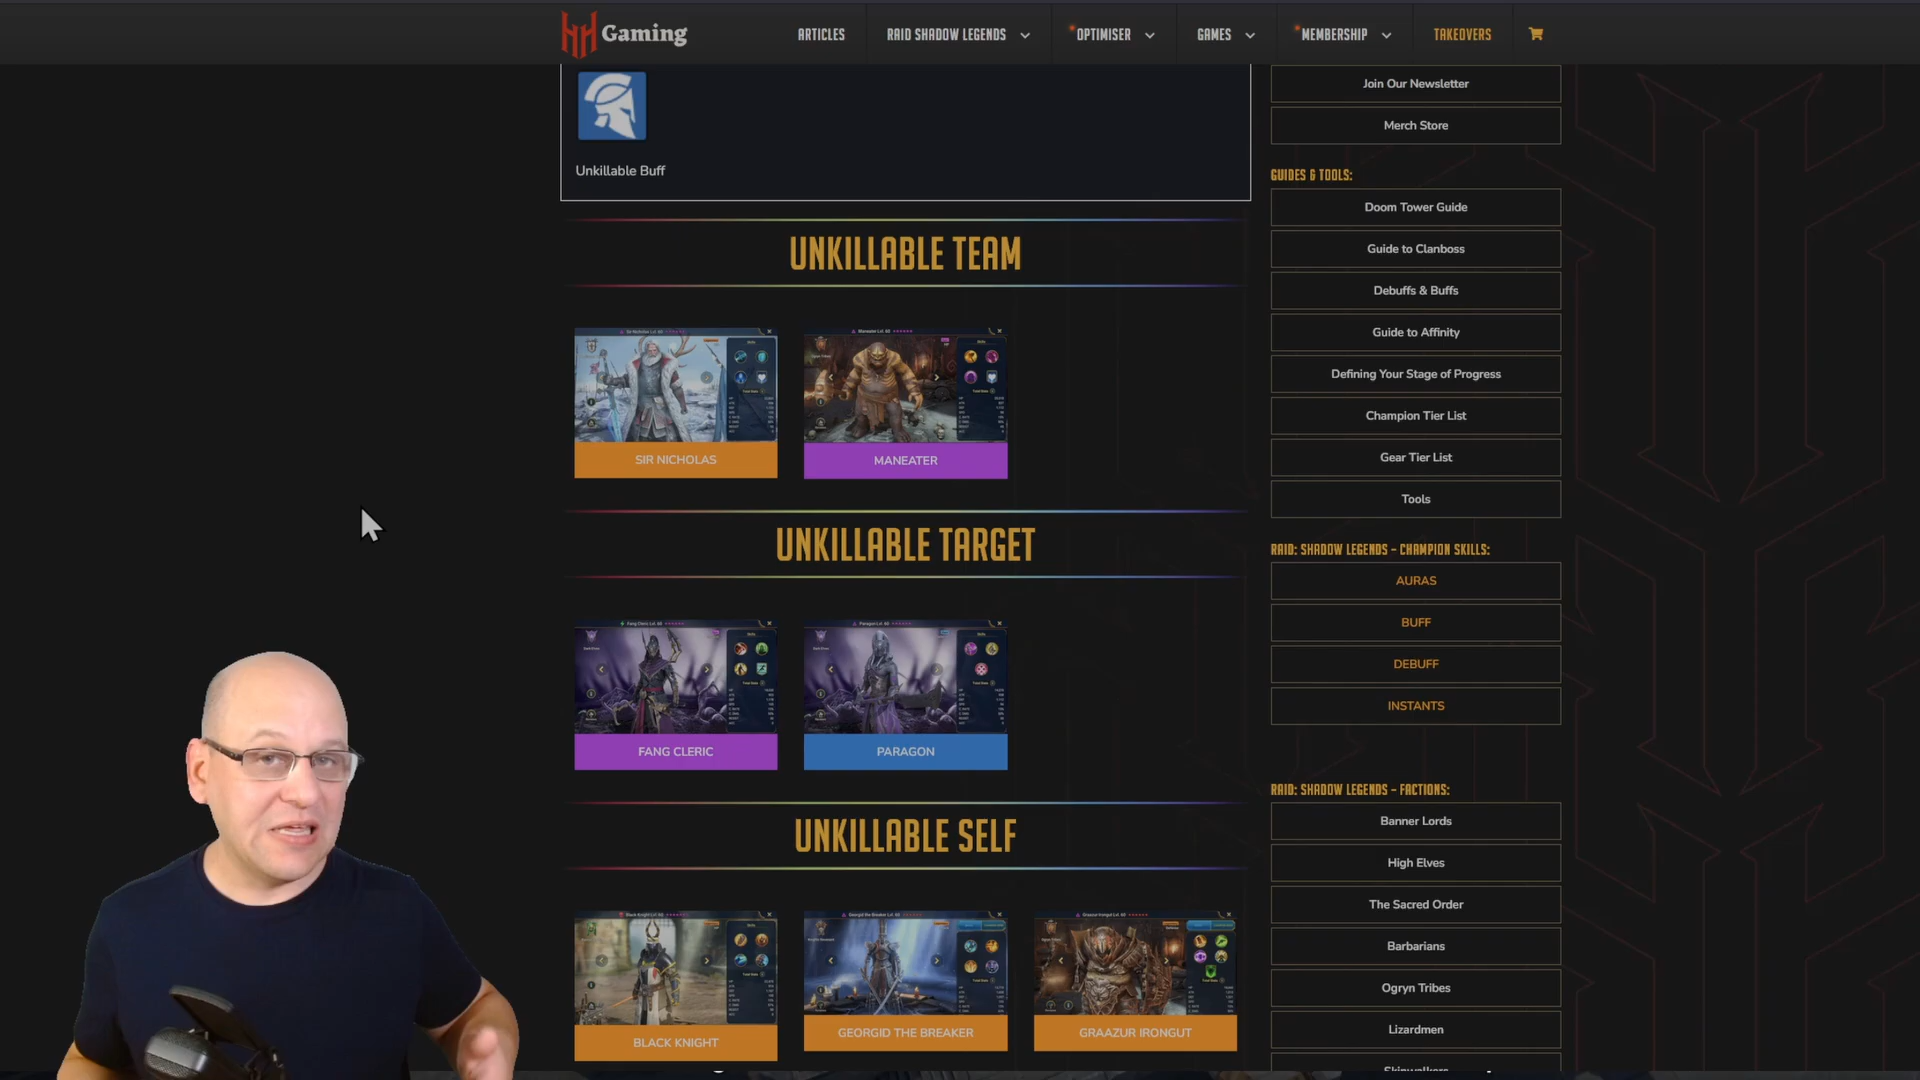 HH Gaming
ARTICLES
RAID SHADOW LEGENDS
*OPTIMISER
GAMES
*MEMBERSHIP
TAKEOVERS
Unkillable Buff
UNKILLABLE TEAM
SIR NICHOLAS
MANEATER
UNKILLABLE TARGET
FANG CLERIC
PARAGON
UNKILLABLE SELF
BLACK KNIGHT
GEORGID THE BREAKER
GRAAZUR IRONGUT
Join Our Newsletter
Merch Store
GUIDES & TOOLS:
Doom Tower Guide
Guide to Clanboss
Debuffs & Buffs
Guide to Affinity
Defining Your Stage of Progress
Champion Tier List
Gear Tier List
Tools
RAID: SHADOW LEGENDS – CHAMPION SKILLS:
AURAS
BUFF
DEBUFF
INSTANTS
RAID: SHADOW LEGENDS – FACTIONS:
Banner Lords
High Elves
The Sacred Order
Barbarians
Ogryn Tribes
Lizardmen
Skinwalkers